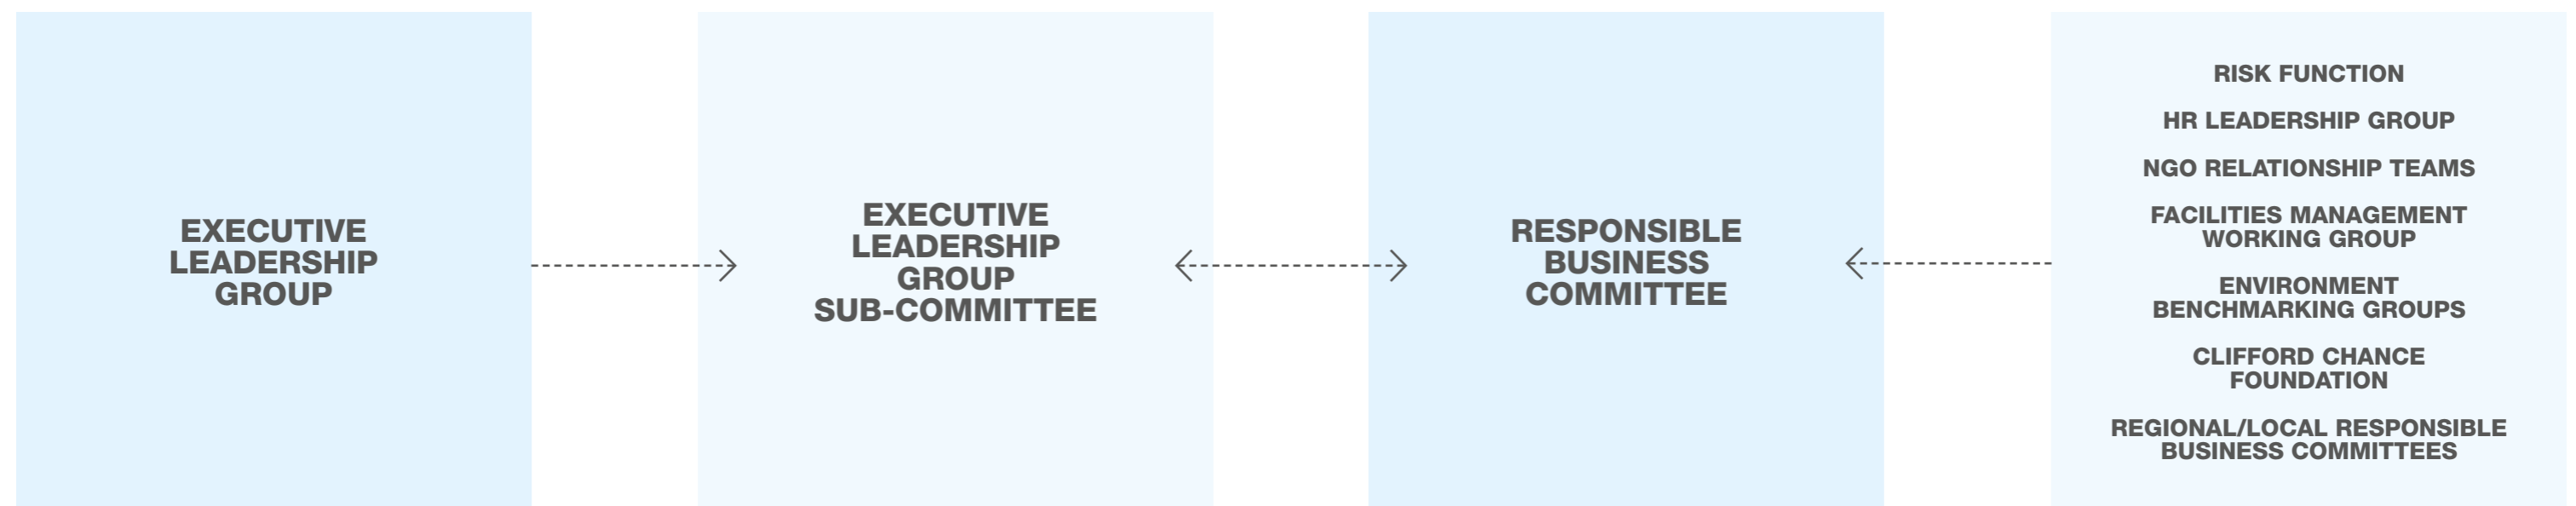 EXECUTIVE
LEADERSHIP
GROUP
EXECUTIVE
LEADERSHIP
GROUP
SUB-COMMITTEE
RESPONSIBLE
BUSINESS
COMMITTEE
RISK FUNCTION
HR LEADERSHIP GROUP
NGO RELATIONSHIP TEAMS
FACILITIES MANAGEMENT
WORKING GROUP
ENVIRONMENT
BENCHMARKING GROUPS
CLIFFORD CHANCE
FOUNDATION
REGIONAL/LOCAL RESPONSIBLE
BUSINESS COMMITTEES